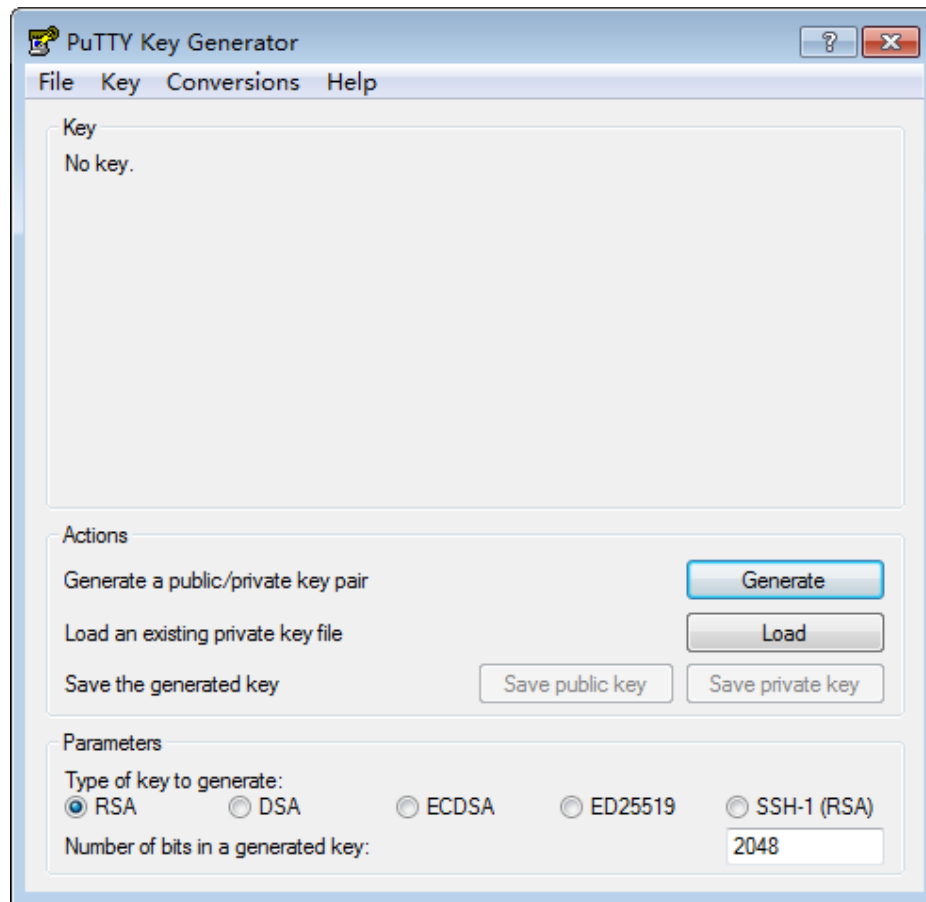 PuTTY Key Generator
?
File Key Conversions Help
Key
No key.
Actions
Generate a public/private key pair Generate
Load an existing private key file Load
Save the generated key Save public key Save private key
Parameters
Type of key to generate:
RSA DSA ECDSA ED25519 SSH-1 (RSA)
Number of bits in a generated key: 2048